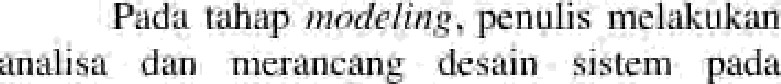 Pada tahap modeling, penulis melakukan
analisa dan merancang desain sistem pada